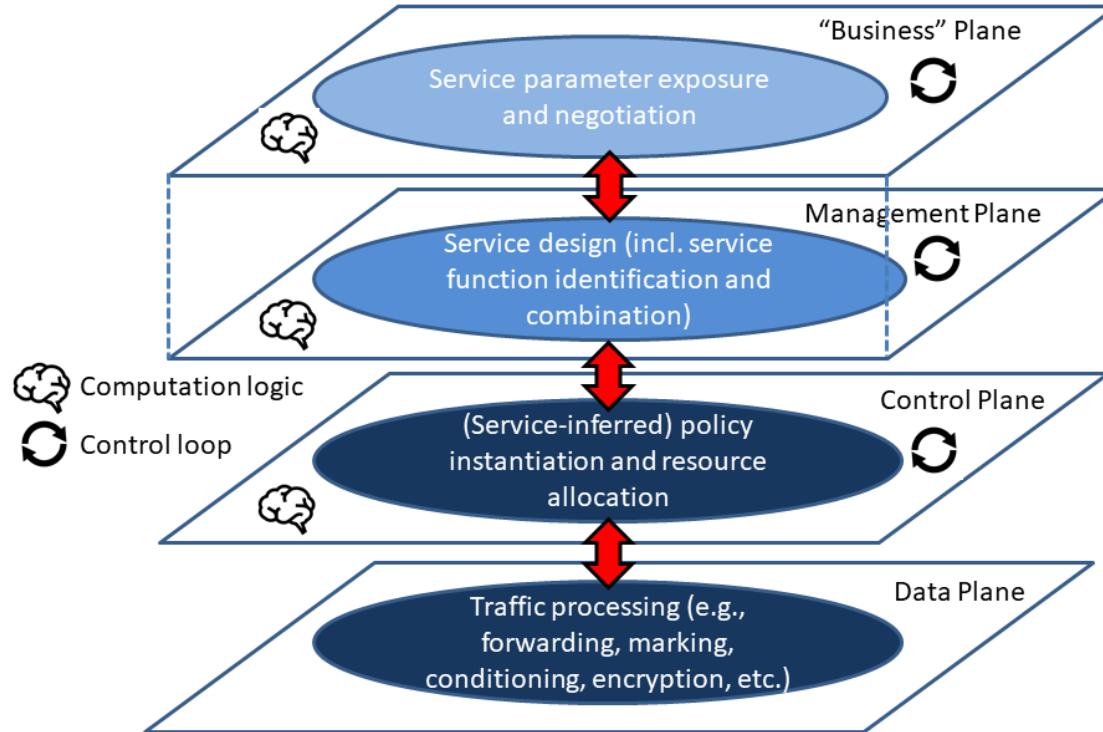 “Business” Plane
Service parameter exposure
and negotiation
Management Plane
Service design (incl. service
function identification and
combination)
Computation logic
Control loop
Control Plane
(Service-inferred) policy
instantiation and resource
allocation
Data Plane
Traffic processing (e.g.,
forwarding, marking,
conditioning, encryption, etc.)